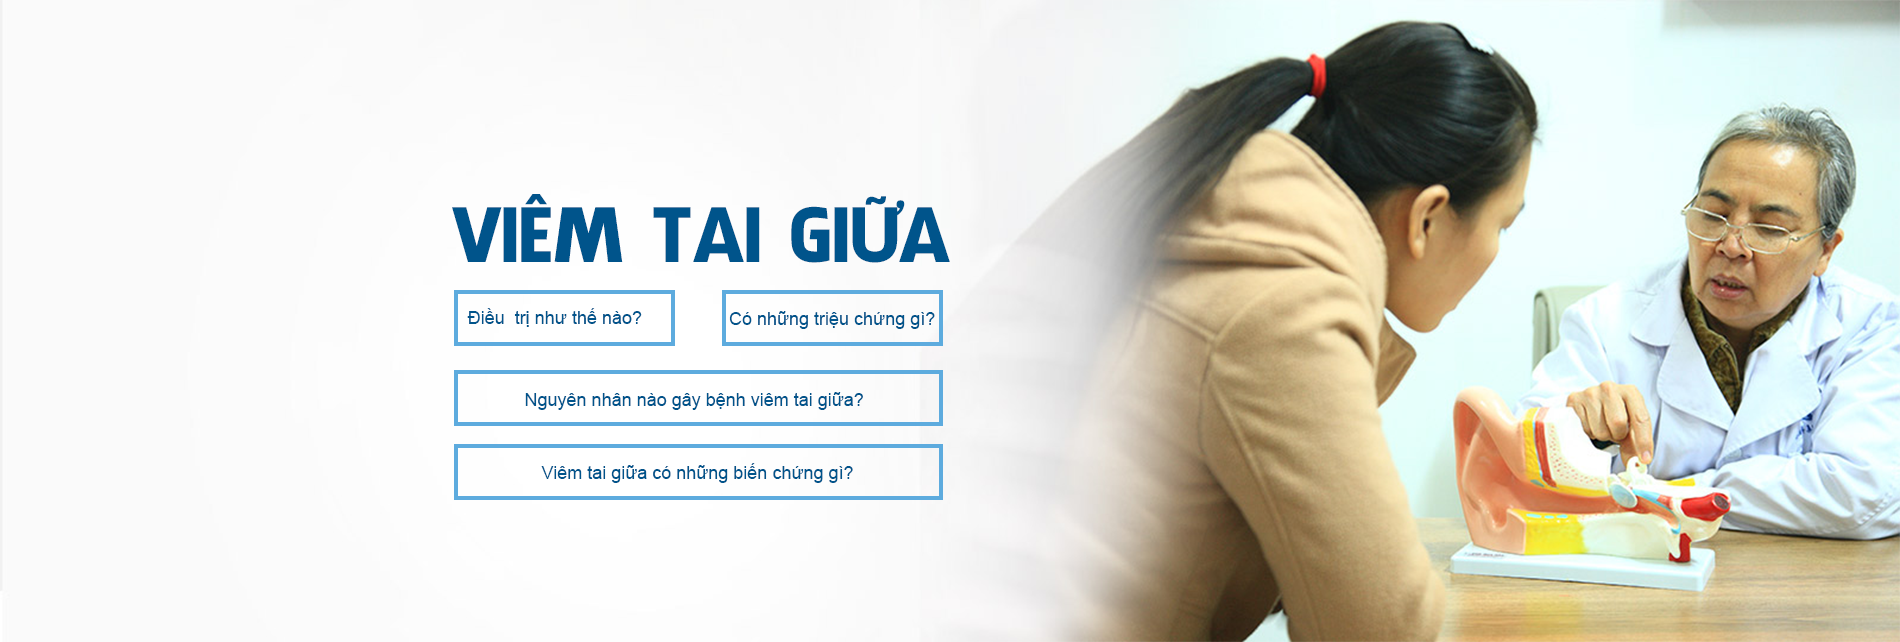 VIÊM TAI GIỮA
Điều trị như thế nào?
Có những triệu chứng gì?
Nguyên nhân nào gây bệnh viêm tai giữa?
Viêm tai giữa có những biến chứng gì?